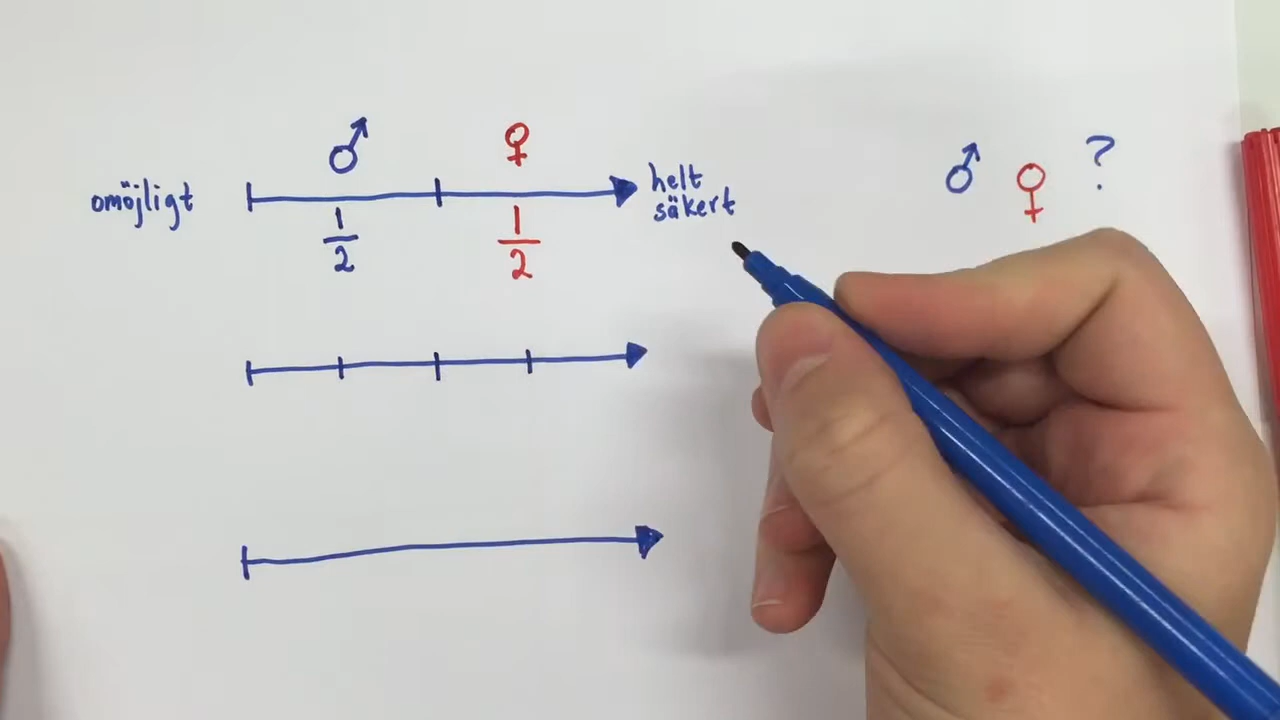 ♂ ♀
omöjligt
helt
säkert
1/2 1/2
♂ ♀ ?